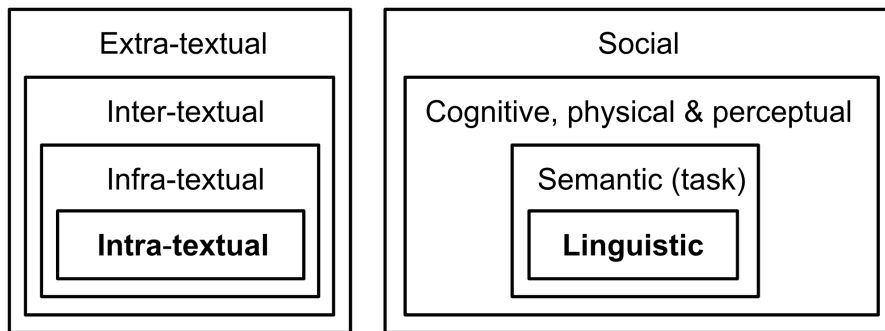 Extra-textual
Inter-textual
Infra-textual
Intra-textual
Social
Cognitive, physical & perceptual
Semantic (task)
Linguistic